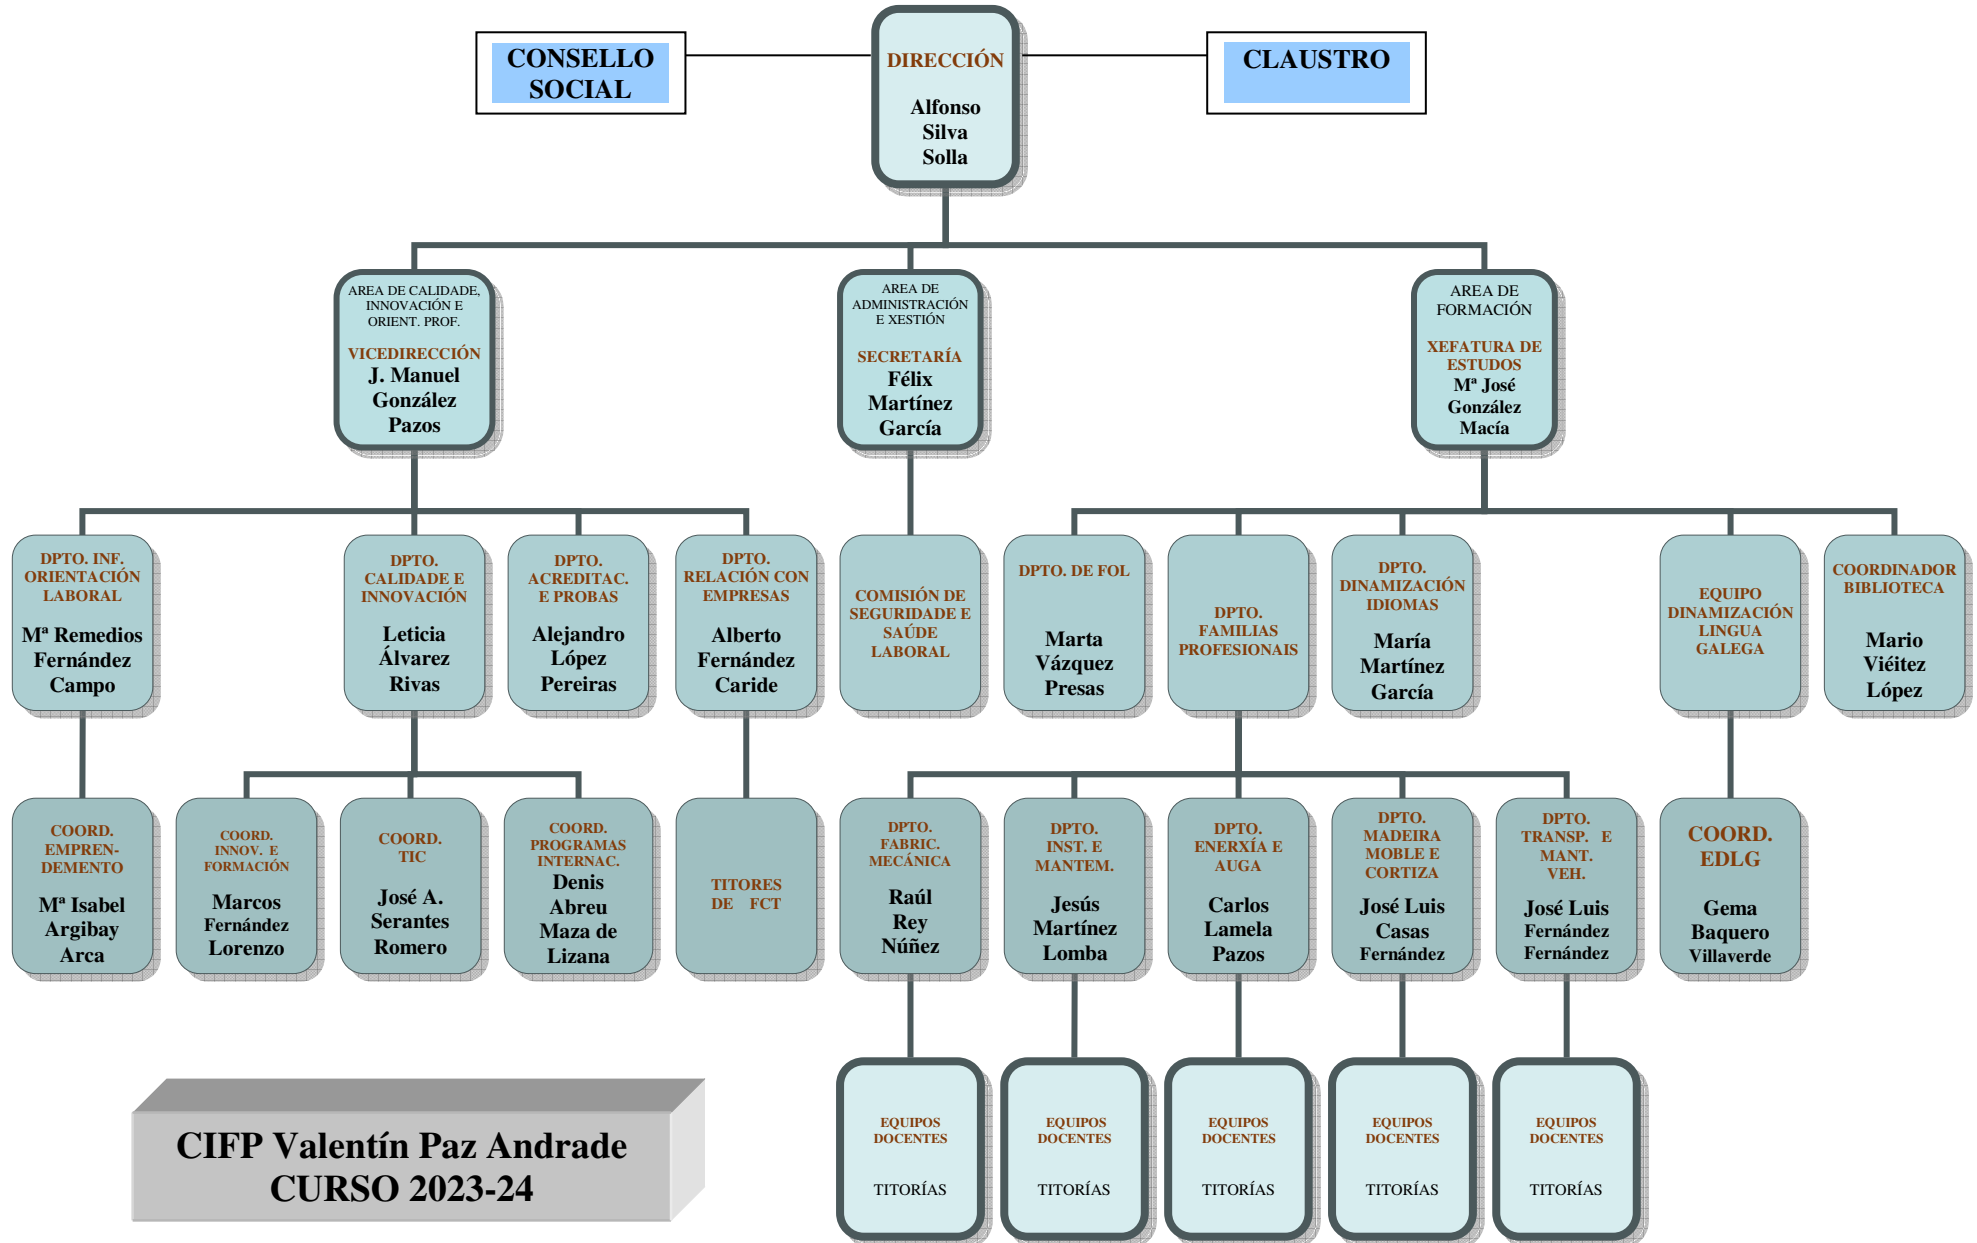 CONSELLO
SOCIAL
DIRECCIÓN
Alfonso
Silva
Solla
CLAUSTRO
AREA DE CALIDADE,
INNOVACIÓN E
ORIENT. PROF.
VICEDIRECCIÓN
J. Manuel
González
Pazos
AREA DE
ADMINISTRACIÓN
E XESTIÓN
SECRETARÍA
Félix
Martínez
García
AREA DE
FORMACIÓN
XEFATURA DE
ESTUDOS
Mª José
González
Macía
DPTO. INF.
ORIENTACIÓN
LABORAL
Mª Remedios
Fernández
Campo
DPTO.
CALIDADE E
INNOVACIÓN
Leticia
Álvarez
Rivas
DPTO.
ACREDITAC.
E PROBAS
Alejandro
López
Pereiras
DPTO.
RELACIÓN CON
EMPRESAS
Alberto
Fernández
Caride
COMISIÓN DE
SEGURIDADE E
SAÚDE
LABORAL
DPTO. DE FOL
Marta
Vázquez
Presas
DPTO.
FAMILIAS
PROFESIONAIS
DPTO.
DINAMIZACIÓN
IDIOMAS
María
Martínez
García
EQUIPO
DINAMIZACIÓN
LINGUA
GALEGA
COORDINADOR
BIBLIOTECA
Mario
Viéitez
López
COORD.
EMPREN-
DEMENTO
Mª Isabel
Argibay
Arca
COORD.
INNOV. E
FORMACIÓN
Marcos
Fernández
Lorenzo
COORD.
TIC
José A.
Serantes
Romero
COORD.
PROGRAMAS
INTERNAC.
Denis
Abreu
Maza de
Lizana
TITORES
DE FCT
DPTO.
FABRIC.
MECÁNICA
Raúl
Rey
Núñez
DPTO.
INST. E
MANTEM.
Jesús
Martínez
Lomba
DPTO.
ENERXÍA E
AUGA
Carlos
Lamela
Pazos
DPTO.
MADEIRA
MOBLE E
CORTIZA
José Luis
Casas
Fernández
DPTO.
TRANSP. E
MANT.
VEH.
José Luis
Fernández
Fernández
COORD.
EDLG
Gema
Baquero
Villaverde
EQUIPOS
DOCENTES
TITORÍAS
EQUIPOS
DOCENTES
TITORÍAS
EQUIPOS
DOCENTES
TITORÍAS
EQUIPOS
DOCENTES
TITORÍAS
EQUIPOS
DOCENTES
TITORÍAS
CIFP Valentín Paz Andrade
CURSO 2023-24